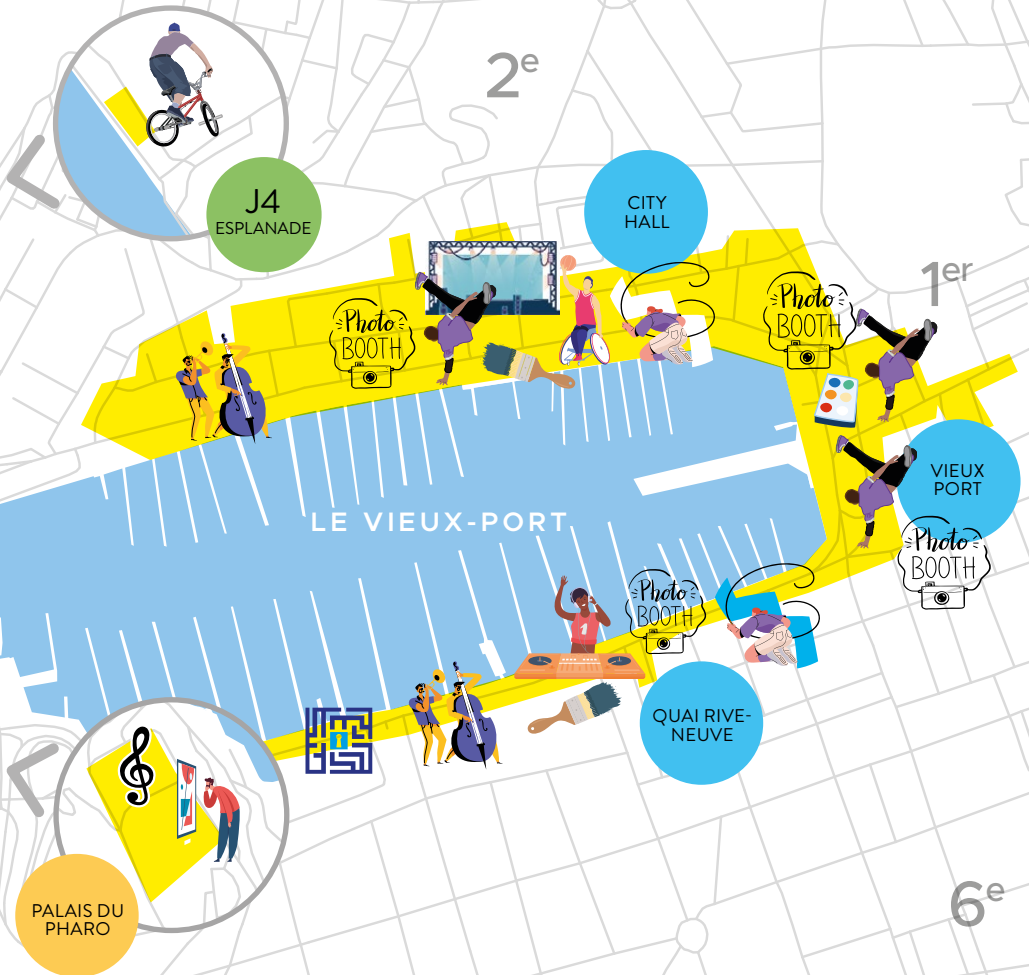 2e
J4
ESPLANADE
CITY
HALL
1er
Photo
BOOTH
Photo
BOOTH
VIEUX
PORT
LE VIEUX-PORT
Photo
BOOTH
Photo
BOOTH
1
QUAI RIVE-
NEUVE
PALAIS DU
PHARO
6e